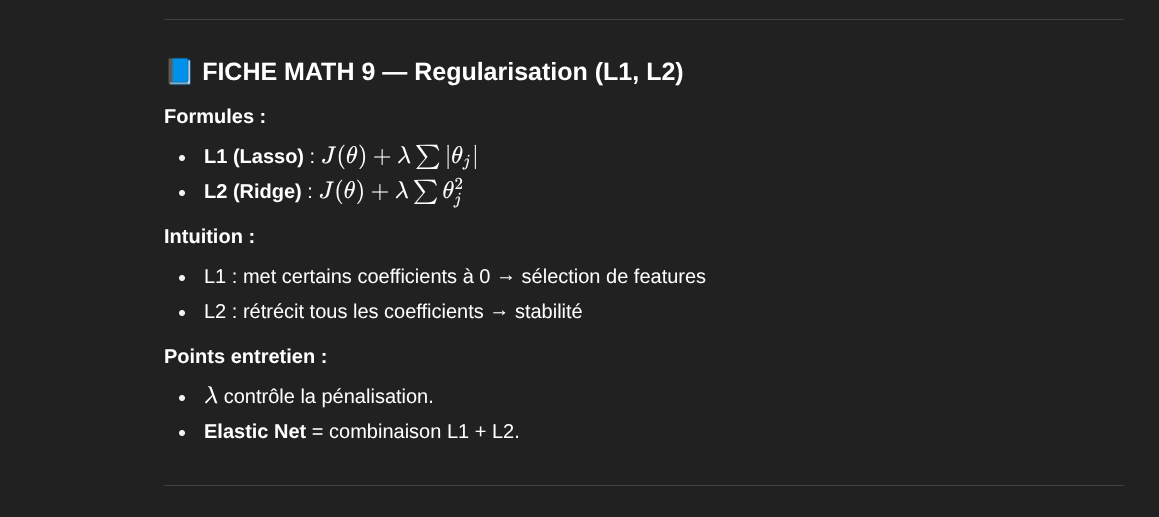 📘 FICHE MATH 9 — Regularisation (L1, L2)
Formules :
• L1 (Lasso) : J(θ) + λ ∑ |θ_j|
• L2 (Ridge) : J(θ) + λ ∑ θ_j^2
Intuition :
• L1 : met certains coefficients à 0 → sélection de features
• L2 : rétrécit tous les coefficients → stabilité
Points entretien :
• λ contrôle la pénalisation.
• Elastic Net = combinaison L1 + L2.